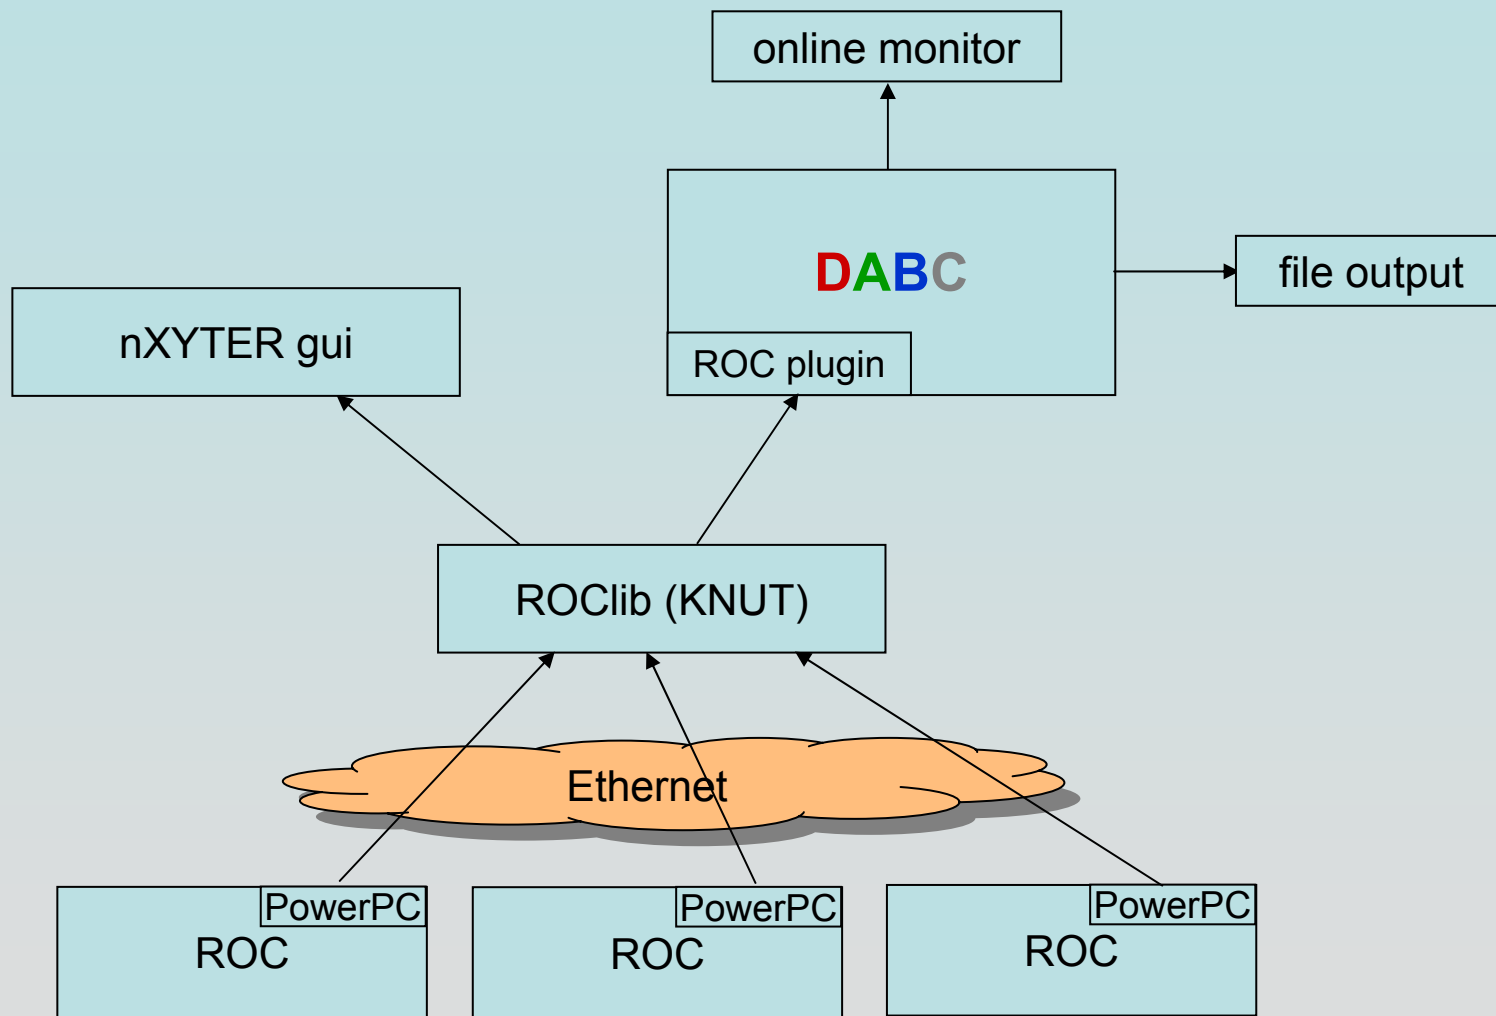 online monitor
DABC
file output
nXYTER gui
ROC plugin
ROClib (KNUT)
Ethernet
PowerPC
ROC
PowerPC
ROC
PowerPC
ROC